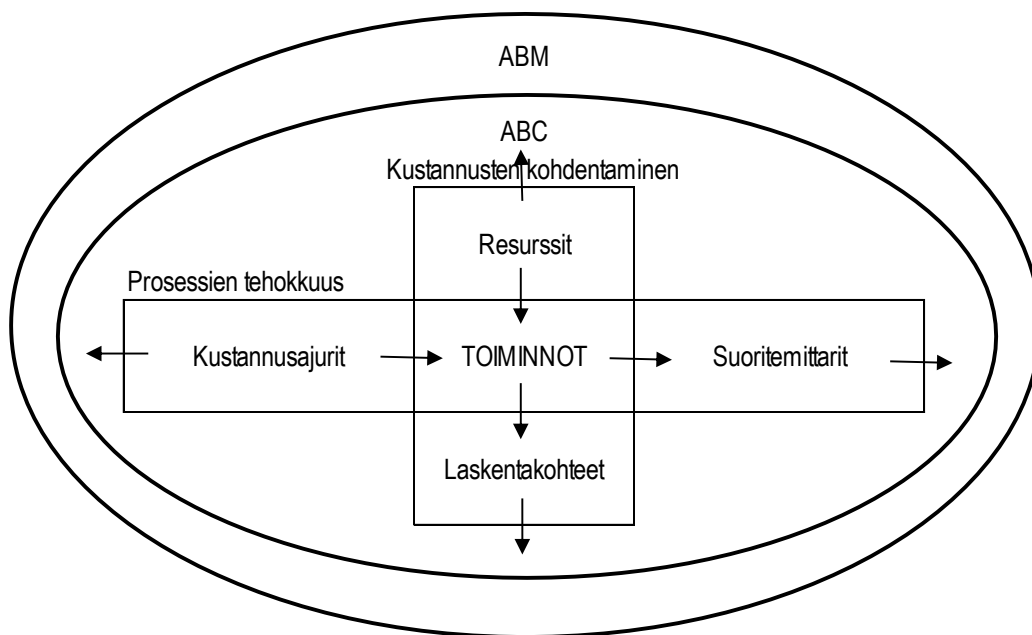 ABM
ABC
Kustannusten kohdentaminen
Resurssit
Prosessien tehokkuus
Kustannusajurit
TOIMINNOT
Suoritemittarit
Laskentakohteet